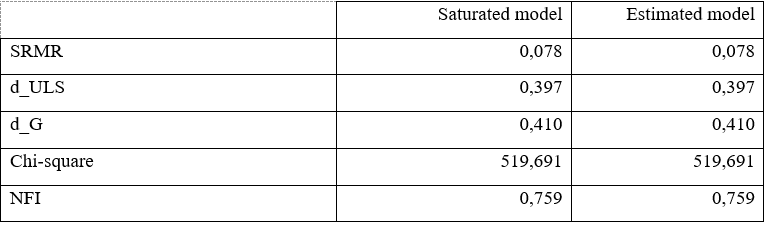 Saturated model Estimated model
SRMR 0,078 0,078
d_ULS 0,397 0,397
d_G 0,410 0,410
Chi-square 519,691 519,691
NFI 0,759 0,759